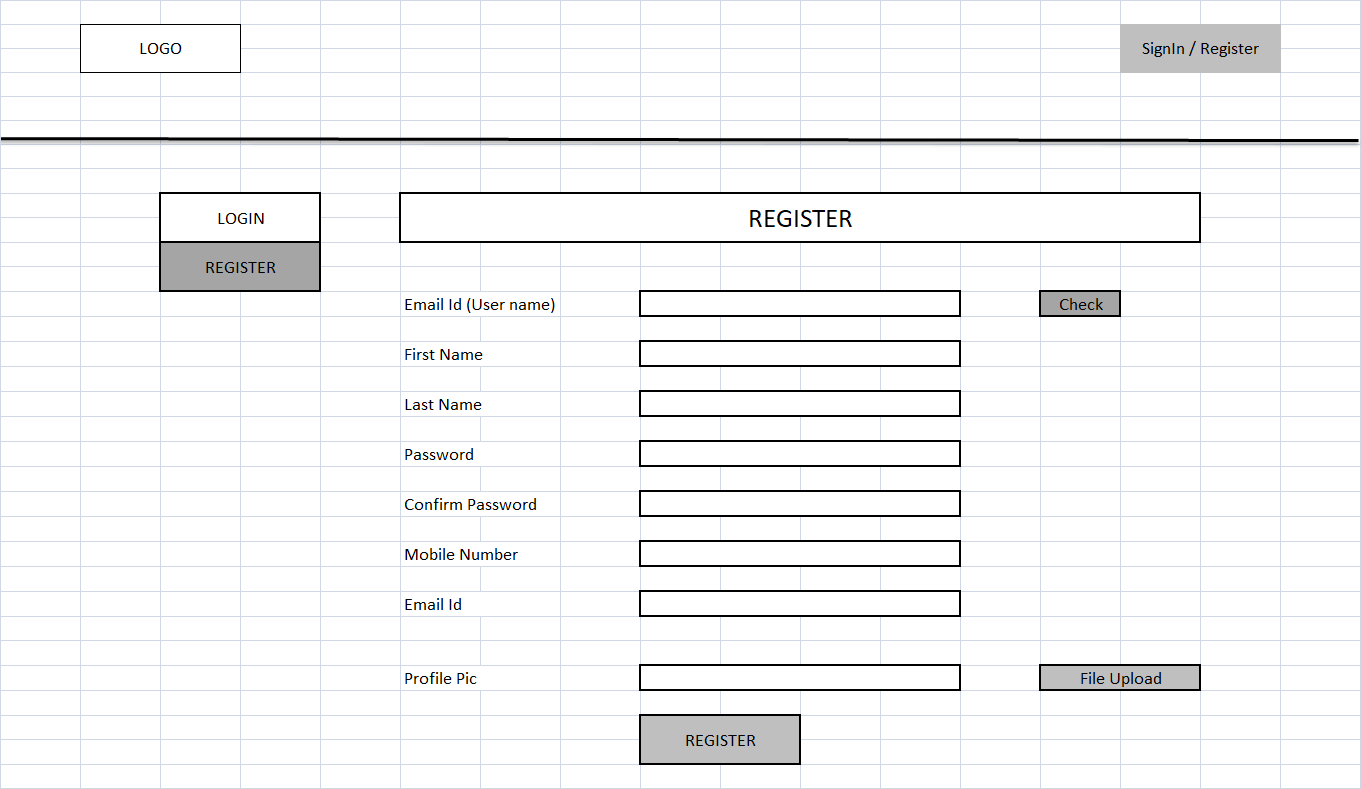 LOGO
SignIn / Register
LOGIN
REGISTER
REGISTER
Email Id (User name)
Check
First Name
Last Name
Password
Confirm Password
Mobile Number
Email Id
Profile Pic
File Upload
REGISTER